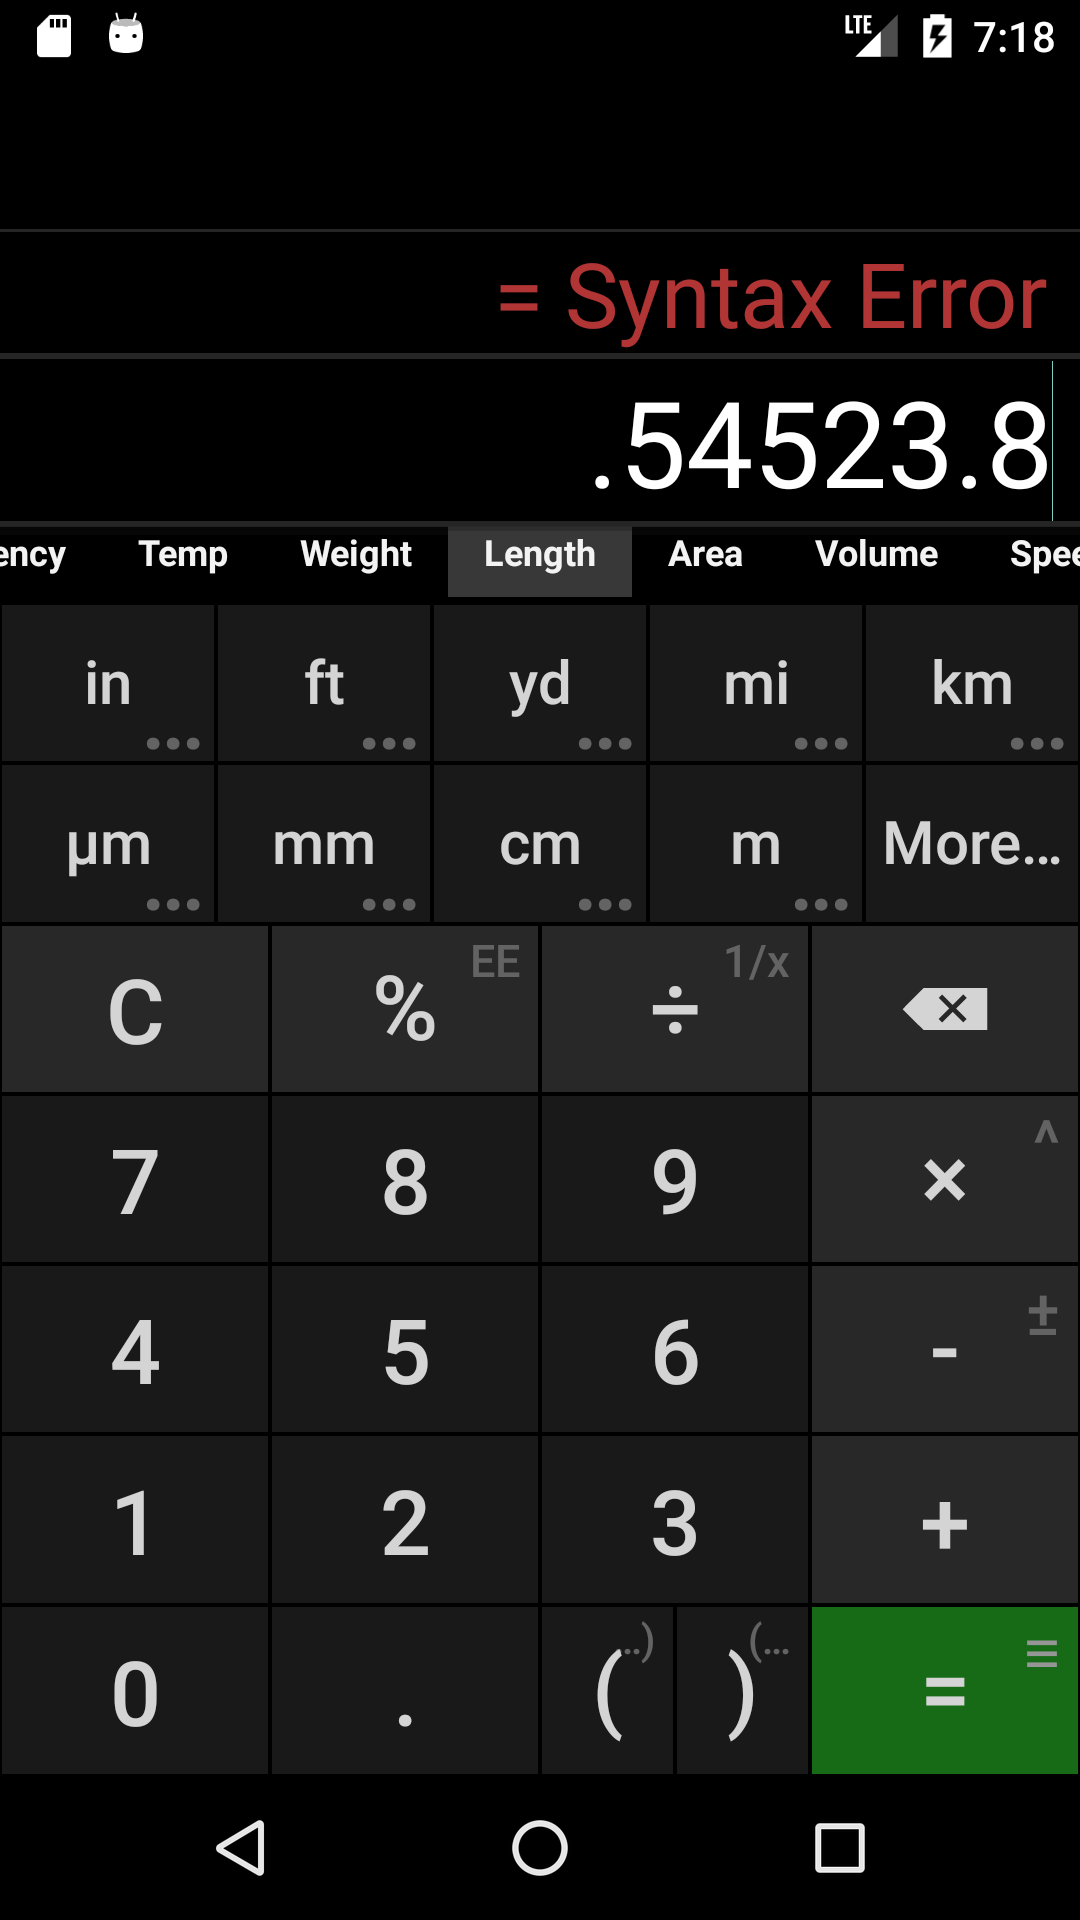 LTE 7:18
= Syntax Error
.54523.8
ency Temp Weight Length Area Volume Spee
in ft yd mi km
µm mm cm m More...
C % EE ÷ 1/x
7 8 9 × ^
4 5 6 - ±
1 2 3 +
0 . ( ..) ) (... = ≡